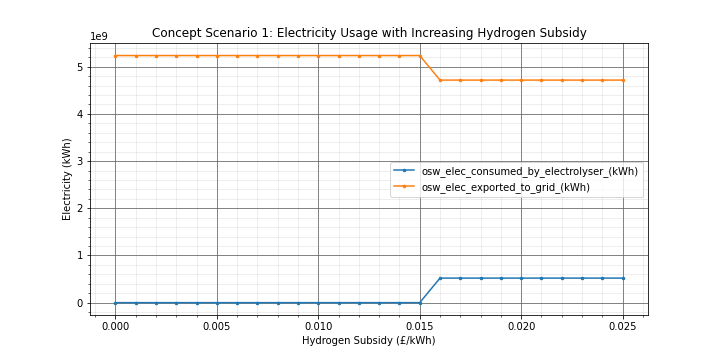 Concept Scenario 1: Electricity Usage with Increasing Hydrogen Subsidy
1e9
5
4
3
2
1
0
Electricity (kWh)
osw_elec_consumed_by_electrolyser_(kWh)
osw_elec_exported_to_grid_(kWh)
0.000 0.005 0.010 0.015 0.020 0.025
Hydrogen Subsidy (£/kWh)